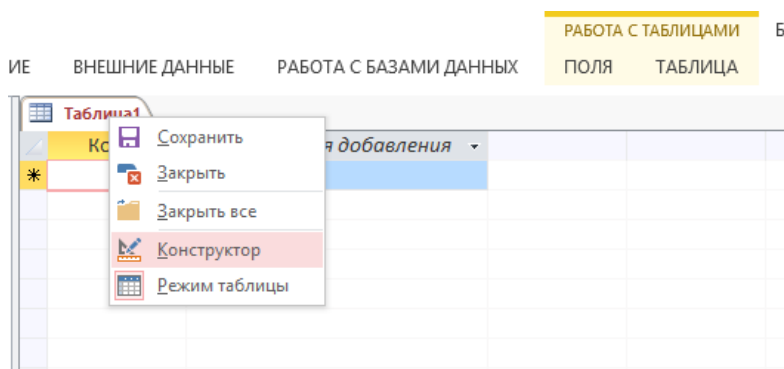 РАБОТА С ТАБЛИЦАМИ
ИЕ ВНЕШНИЕ ДАННЫЕ РАБОТА С БАЗАМИ ДАННЫХ ПОЛЯ ТАБЛИЦА
Таблица1
Ко я добавления
Сохранить
Закрыть
Закрыть все
Конструктор
Режим таблицы